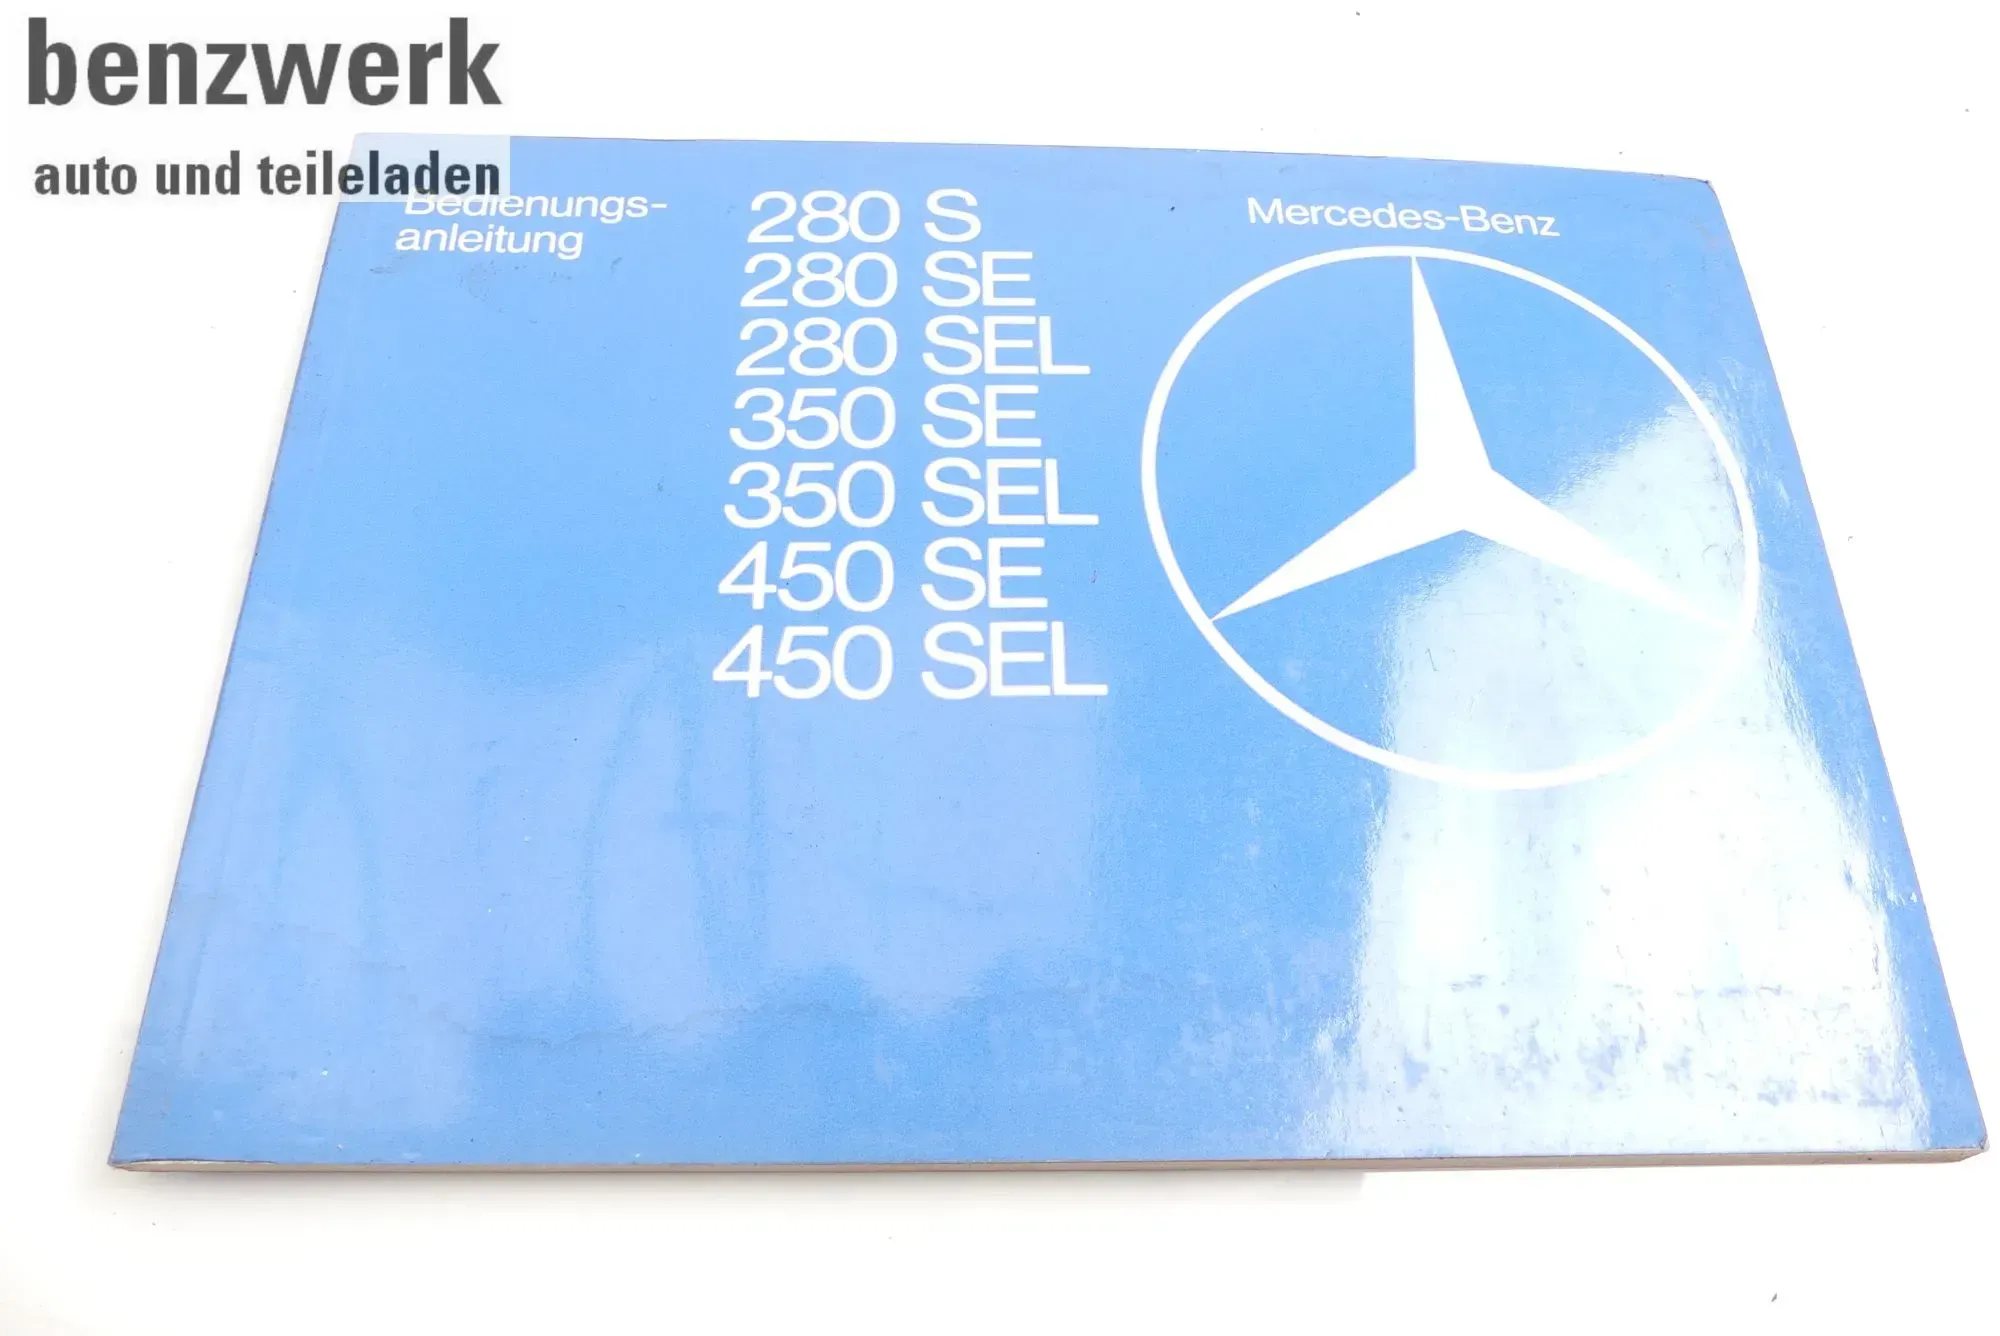 benzwerk
auto und teileladen
Bedienungs-
anleitung
280 S
280 SE
280 SEL
350 SE
350 SEL
450 SE
450 SEL
Mercedes-Benz